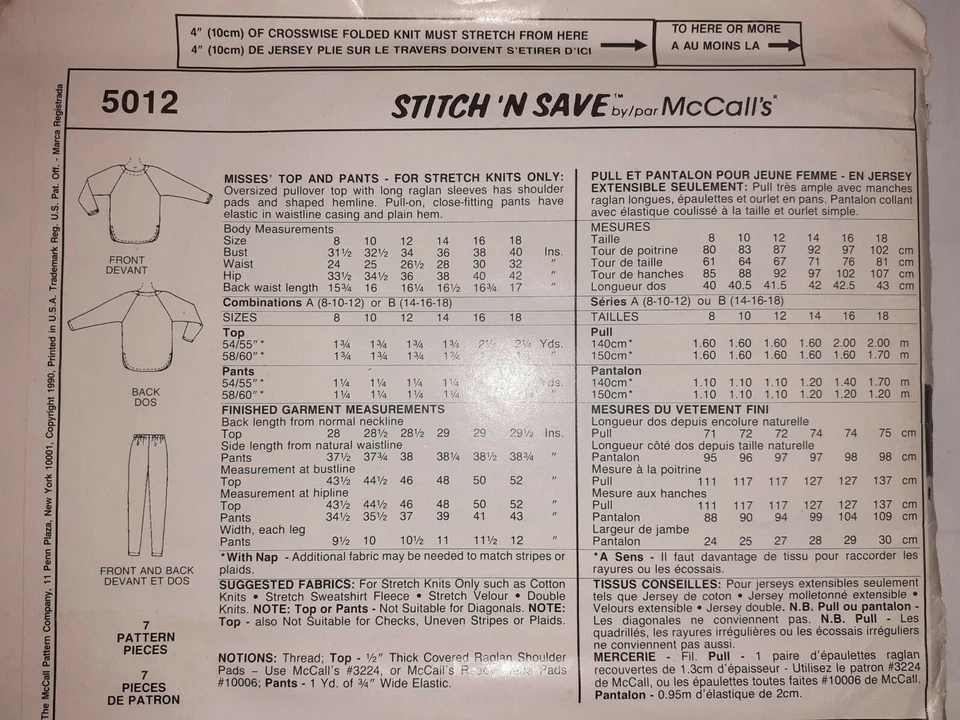 4" (10cm) OF CROSSWISE FOLDED KNIT MUST STRETCH FROM HERE
4" (10cm) DE JERSEY PLIE SUR LE TRAVERS DOIVENT S'ETIRER D'ICI
TO HERE OR MORE
A AU MOINS LA
5012
STITCH 'N SAVE™ by/par McCall's®
The McCall Pattern Company, 11 Penn Plaza, New York 10001, Copyright 1990, Printed in U.S.A. Trademark Reg. U.S. Pat. Off. - Marca Registrada
FRONT
DEVANT
BACK
DOS
FRONT AND BACK
DEVANT ET DOS
7
PATTERN
PIECES
7
PIECES
DE PATRON
MISSES' TOP AND PANTS - FOR STRETCH KNITS ONLY:
Oversized pullover top with long raglan sleeves has shoulder
pads and shaped hemline. Pull-on, close-fitting pants have
elastic in waistline casing and plain hem.
Body Measurements
Size 8 10 12 14 16 18
Bust 31½ 32½ 34 36 38 40 Ins.
Waist 24 25 26½ 28 30 32 "
Hip 33½ 34½ 36 38 40 42 "
Back waist length 15¾ 16 16¼ 16½ 16¾ 17 "
Combinations A (8-10-12) or B (14-16-18)
SIZES 8 10 12 14 16 18
Top
54/55"* 1¾ 1¾ 1¾ 1¾ Yds.
58/60"* 1¾ 1¾ 1¾ 1¾
Pants
54/55"* 1¼ 1¼ 1¼ 1¼ Yds.
58/60"* 1¼ 1¼ 1¼
FINISHED GARMENT MEASUREMENTS
Back length from normal neckline
Top 28 28½ 28½ 29 29 29½ Ins.
Side length from natural waistline
Pants 37½ 37¾ 38 38¼ 38½ 38¾ "
Measurement at bustline
Top 43½ 44½ 46 48 50 52 "
Measurement at hipline
Top 43½ 44½ 46 48 50 52 "
Pants 34½ 35½ 37 39 41 43 "
Width, each leg
Pants 9½ 10 10½ 11 11½ 12 "
*With Nap - Additional fabric may be needed to match stripes or
plaids.
SUGGESTED FABRICS: For Stretch Knits Only such as Cotton
Knits • Stretch Sweatshirt Fleece • Stretch Velour • Double
Knits. NOTE: Top or Pants - Not Suitable for Diagonals. NOTE:
Top - also Not Suitable for Checks, Uneven Stripes or Plaids.
NOTIONS: Thread; Top - ½" Thick Covered Raglan Shoulder
Pads – Use McCall's #3224, or McCall's Pads
#10006; Pants - 1 Yd. of ¾" Wide Elastic.
PULL ET PANTALON POUR JEUNE FEMME - EN JERSEY
EXTENSIBLE SEULEMENT: Pull très ample avec manches
raglan longues, épaulettes et ourlet en pans. Pantalon collant
avec élastique coulissé à la taille et ourlet simple.
MESURES
Taille 8 10 12 14 16 18
Tour de poitrine 80 83 87 92 97 102 cm
Tour de taille 61 64 67 71 76 81 cm
Tour de hanches 85 88 92 97 102 107 cm
Longueur dos 40 40.5 41.5 42 42.5 43 cm
Séries A (8-10-12) ou B (14-16-18)
TAILLES 8 10 12 14 16 18
Pull
140cm* 1.60 1.60 1.60 1.60 2.00 2.00 m
150cm* 1.60 1.60 1.60 1.60 1.60 1.70 m
Pantalon
140cm* 1.10 1.10 1.10 1.20 1.40 1.70 m
150cm* 1.10 1.10 1.10 1.20 1.20 1.20 m
MESURES DU VETEMENT FINI
Longueur dos depuis encolure naturelle
Pull 71 72 72 74 74 75 cm
Longueur côté dos depuis taille naturelle
Pantalon 95 96 97 97 98 98 cm
Mesure à la poitrine
Pull 111 117 117 127 127 137 cm
Mesure aux hanches
Pull 111 117 117 127 127 137 cm
Pantalon 88 90 94 99 104 109 cm
Largeur de jambe
Pantalon 24 25 27 28 29 30 cm
*A Sens - Il faut davantage de tissu pour raccorder les
rayures ou les écossais.
TISSUS CONSEILLES: Pour jerseys extensibles seulement
tels que Jersey de coton • Jersey molletonné extensible •
Velours extensible • Jersey double. N.B. Pull ou pantalon -
Les diagonales ne conviennent pas. N.B. Pull - Les
quadrillés, les rayures irrégulières ou les écossais irréguliers
ne conviennent pas aussi.
MERCERIE - Fil. Pull - 1 paire d'épaulettes raglan
recouvertes de 1.3cm d'épaisseur - Utilisez le patron #3224
de McCall, ou les épaulettes toutes faites #10006 de McCall.
Pantalon - 0.95m d'élastique de 2cm.